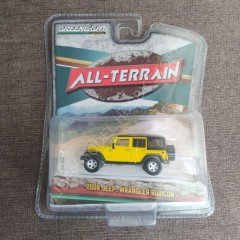 GREENLIGHT
ALL-TERRAIN
2008 JEEP WRANGLER RUBICON